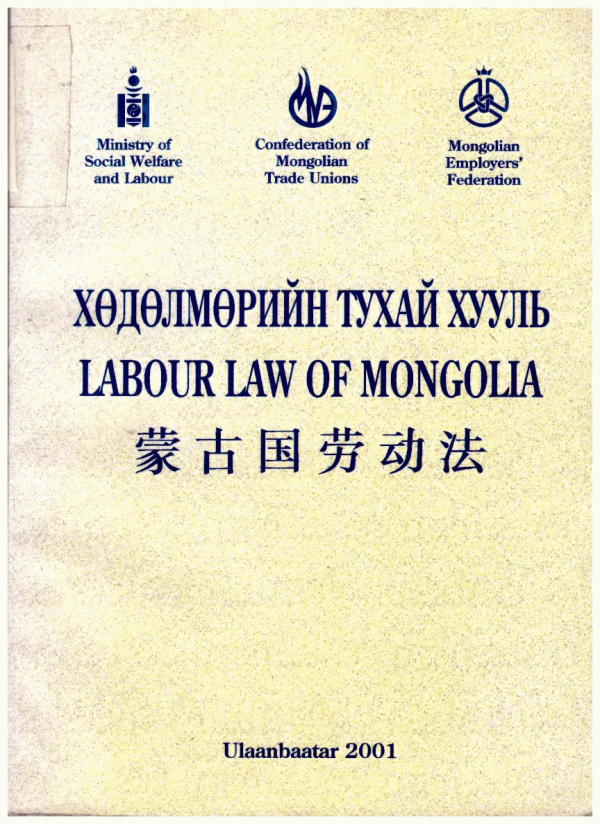 Ministry of
Social Welfare
and Labour
Confederation of
Mongolian
Trade Unions
Mongolian
Employers'
Federation
ХӨДӨЛМӨРИЙН ТУХАЙ ХУУЛЬ
LABOUR LAW OF MONGOLIA
蒙古国劳动法
Ulaanbaatar 2001